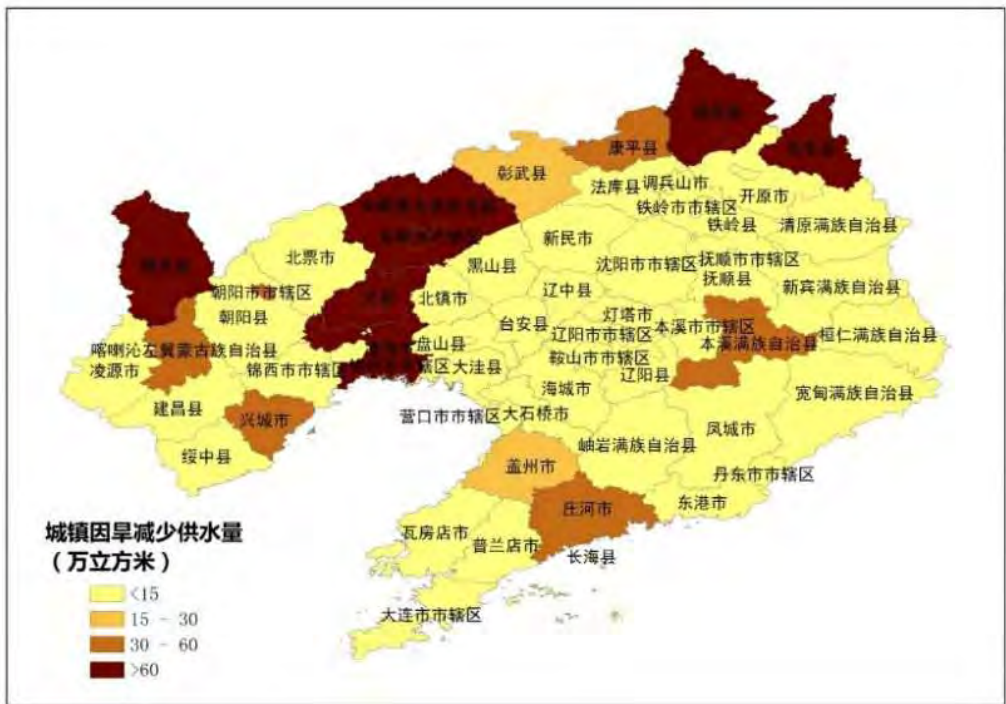 康平县
彰武县
法库县
调兵山市
开原市
铁岭市市辖区
铁岭县
清原满族自治县
北票市
新民市
黑山县
沈阳市市辖区
抚顺市市辖区
抚顺县
新宾满族自治县
朝阳市市辖区
北镇市
辽中县
朝阳县
台安县
灯塔市
本溪市市辖区
辽阳市市辖区
桓仁满族自治县
盘山县
本溪满族自治县
喀喇沁左翼蒙古族自治县
鞍山市市辖区
凌源市
锦西市市辖区
辖区
大洼县
辽阳县
海城市
宽甸满族自治县
建昌县
兴城市
营口市市辖区
大石桥市
凤城市
岫岩满族自治县
绥中县
盖州市
丹东市市辖区
庄河市
东港市
瓦房店市
普兰店市
长海县
大连市市辖区
城镇因旱减少供水量
（万立方米）
<15
15 - 30
30 - 60
>60